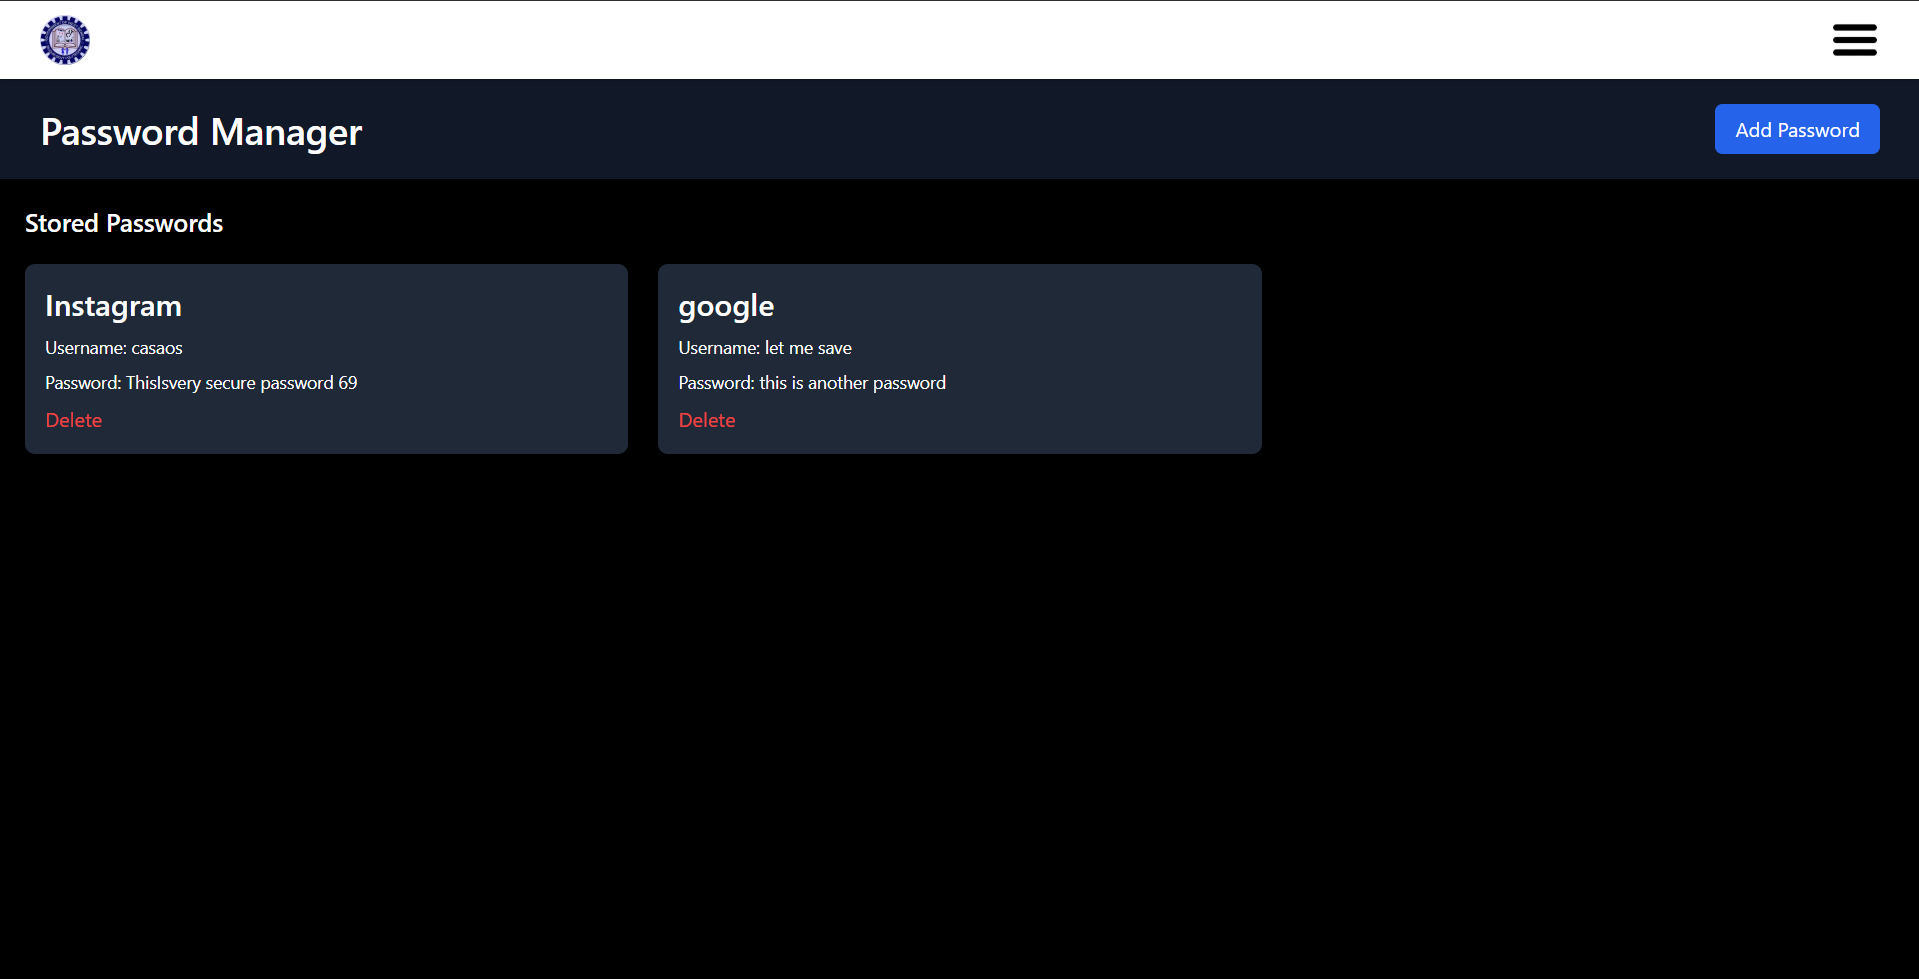 Password Manager
Add Password
Stored Passwords
Instagram
Username: casaos
Password: ThisIsvery secure password 69
Delete
google
Username: let me save
Password: this is another password
Delete